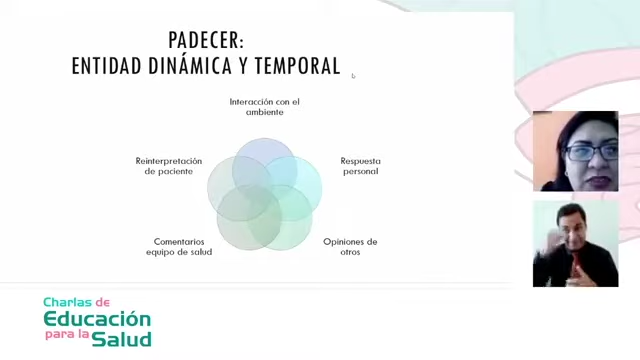 PADECER:
ENTIDAD DINÁMICA Y TEMPORAL
Interacción con el
ambiente
Respuesta
personal
Opiniones de
otros
Comentarios
equipo de salud
Reinterpretación
de paciente
Charlas de
Educación
para la Salud